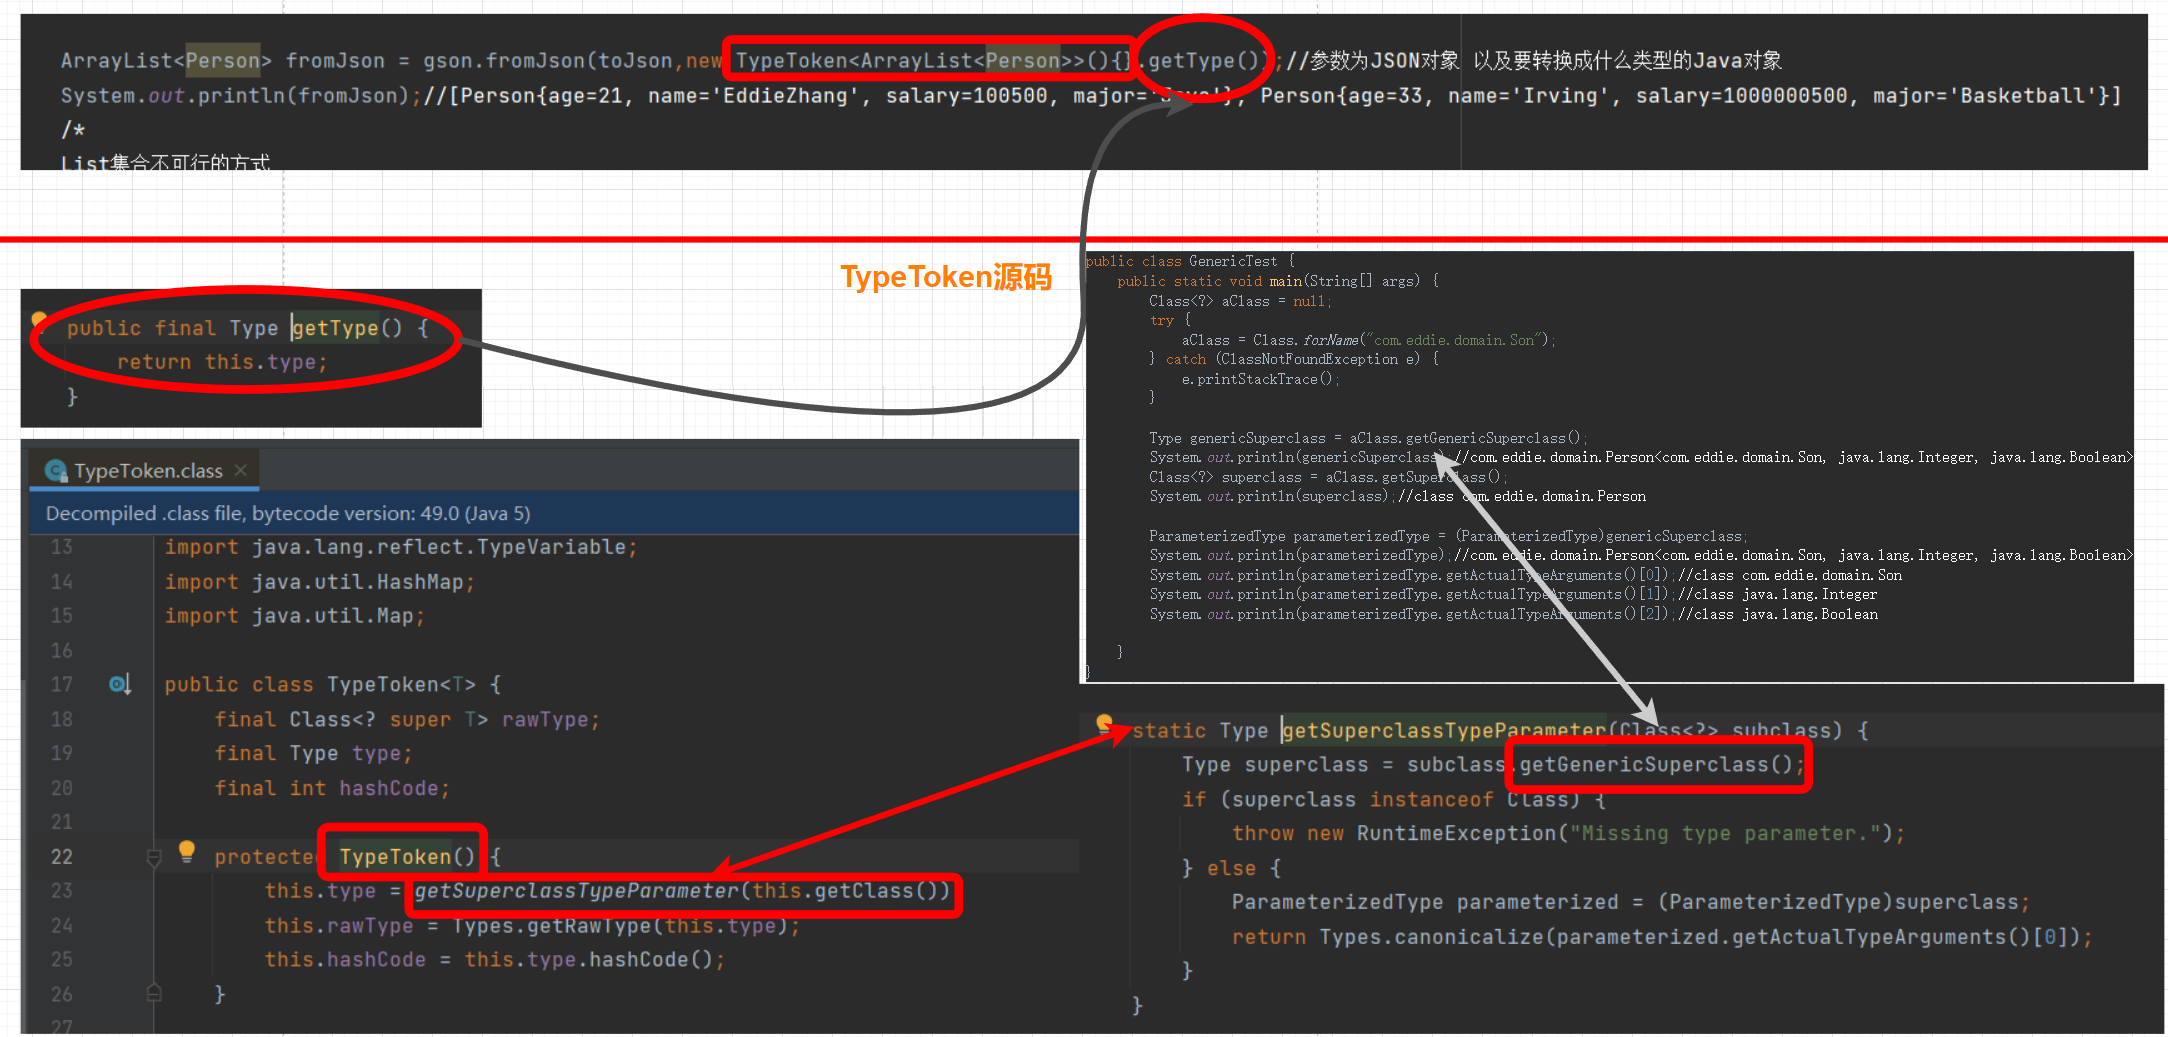 ArrayList<Person> fromJson = gson.fromJson(toJson,new TypeToken<ArrayList<Person>>(){}.getType());//参数为JSON对象 以及要转换成什么类型的Java对象
System.out.println(fromJson);//[Person{age=21, name='EddieZhang', salary=100500, major='Java'}, Person{age=33, name='Irving', salary=1000000500, major='Basketball'}]
/*
List集合不可行的方式
TypeToken源码
public final Type getType() {
return this.type;
}
public class GenericTest {
public static void main(String[] args) {
Class<?> aClass = null;
try {
aClass = Class.forName("com.eddie.domain.Son");
} catch (ClassNotFoundException e) {
e.printStackTrace();
}
Type genericSuperclass = aClass.getGenericSuperclass();
System.out.println(genericSuperclass);//com.eddie.domain.Person<com.eddie.domain.Son, java.lang.Integer, java.lang.Boolean>
Class<?> superclass = aClass.getSuperclass();
System.out.println(superclass);//class com.eddie.domain.Person
ParameterizedType parameterizedType = (ParameterizedType)genericSuperclass;
System.out.println(parameterizedType);//com.eddie.domain.Person<com.eddie.domain.Son, java.lang.Integer, java.lang.Boolean>
System.out.println(parameterizedType.getActualTypeArguments()[0]);//class com.eddie.domain.Son
System.out.println(parameterizedType.getActualTypeArguments()[1]);//class java.lang.Integer
System.out.println(parameterizedType.getActualTypeArguments()[2]);//class java.lang.Boolean
}
}
TypeToken.class
Decompiled .class file, bytecode version: 49.0 (Java 5)
13 import java.lang.reflect.TypeVariable;
14 import java.util.HashMap;
15 import java.util.Map;
16
17 public class TypeToken<T> {
18 final Class<? super T> rawType;
19 final Type type;
20 final int hashCode;
21
22 protected TypeToken() {
23 this.type = getSuperclassTypeParameter(this.getClass())
24 this.rawType = Types.getRawType(this.type);
25 this.hashCode = this.type.hashCode();
26 }
27
static Type getSuperclassTypeParameter(Class<?> subclass) {
Type superclass = subclass.getGenericSuperclass();
if (superclass instanceof Class) {
throw new RuntimeException("Missing type parameter.");
} else {
ParameterizedType parameterized = (ParameterizedType)superclass;
return Types.canonicalize(parameterized.getActualTypeArguments()[0]);
}
}